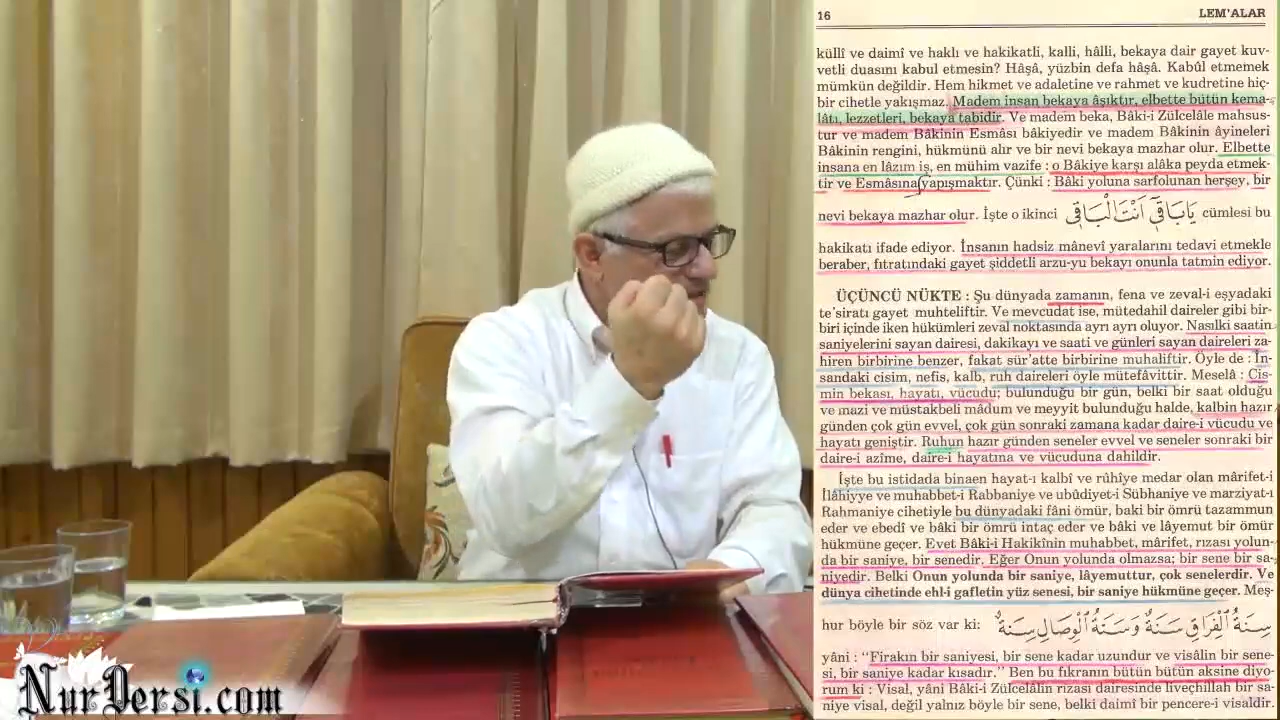 16
LEM'ALAR
küllî ve daimî ve haklı ve hakikatli, kalli, hâlli, bekaya dair gayet kuv-
vetli duasını kabul etmesin? Hâşâ, yüzbin defa hâşâ. Kabûl etmemek
mümkün değildir. Hem hikmet ve adaletine ve rahmet ve kudretine hiç-
bir cihetle yakışmaz. Madem insan bekaya âşıktır, elbette bütün kema-
lâtı, lezzetleri, bekaya tabidir. Ve madem beka, Bâki-i Zülcelâle mahsus-
tur ve madem Bâkinin Esmâsı bâkiyedir ve madem Bâkinin âyineleri
Bâkinin rengini, hükmünü alır ve bir nevi bekaya mazhar olur. Elbette
insana en lâzım iş, en mühim vazife : o Bâkiye karşı alâka peyda etmek-
tir ve Esmâsına yapışmaktır. Çünki : Bâki yoluna sarfolunan herşey, bir
nevi bekaya mazhar olur. İşte o ikinci يَا بَاقٖٓي اَنْتَ الْبَاقٖي cümlesi bu
hakikatı ifade ediyor. İnsanın hadsiz mânevî yaralarını tedavi etmekle
beraber, fıtratındaki gayet şiddetli arzu-yu bekayı onunla tatmin ediyor.
ÜÇÜNCÜ NÜKTE : Şu dünyada zamanın, fena ve zeval-i eşyadaki
te'siratı gayet muhteliftir. Ve mevcudat ise, mütedahil daireler gibi bir-
biri içinde iken hükümleri zeval noktasında ayrı ayrı oluyor. Nasılki saatin
saniyelerini sayan dairesi, dakikayı ve saati ve günleri sayan daireleri za-
hiren birbirine benzer, fakat sür'atte birbirine muhaliftir. Öyle de : İn-
sandaki cisim, nefis, kalb, ruh daireleri öyle mütefâvittir. Meselâ : Cis-
min bekası, hayatı, vücudu; bulunduğu bir gün, belki bir saat olduğu
ve mazi ve müstakbeli mâdum ve meyyit bulunduğu halde, kalbin hazır
günden çok gün evvel, çok gün sonraki zamana kadar daire-i vücudu ve
hayatı geniştir. Ruhun hazır günden seneler evvel ve seneler sonraki bir
daire-i azîme, daire-i hayatına ve vücuduna dahildir.
İşte bu istidada binaen hayat-ı kalbî ve rûhîye medar olan mârifet-i
İlâhiyye ve muhabbet-i Rabbaniye ve ubûdiyet-i Sübhaniye ve marziyat-ı
Rahmaniye cihetiyle bu dünyadaki fâni ömür, baki bir ömrü tazammun
eder ve ebedî ve bâki bir ömrü intaç eder ve bâki ve lâyemut bir ömür
hükmüne geçer. Evet Bâki-i Hakikînin muhabbet, mârifet, rızası yolun-
da bir saniye, bir senedir. Eğer Onun yolunda olmazsa; bir sene bir sa-
niyedir. Belki Onun yolunda bir saniye, lâyemuttur, çok senelerdir. Ve
dünya cihetinde ehl-i gafletin yüz senesi, bir saniye hükmüne geçer. Meş-
hur böyle bir söz var ki: سِنَةُ الْفِرَاقِ سَنَةٌ وَسَنَةُ الْوِصَالِ سِنَةٌ
yâni : "Firakın bir saniyesi, bir sene kadar uzundur ve visâlin bir sene-
si, bir saniye kadar kısadır." Ben bu fıkranın bütün bütün aksine diyo-
rum ki : Visal, yâni Bâki-i Zülcelâlin rızası dairesinde livechillah bir sa-
niye visal, değil yalnız böyle bir sene, belki daimî bir pencere-i visaldir.
NurDersi.com